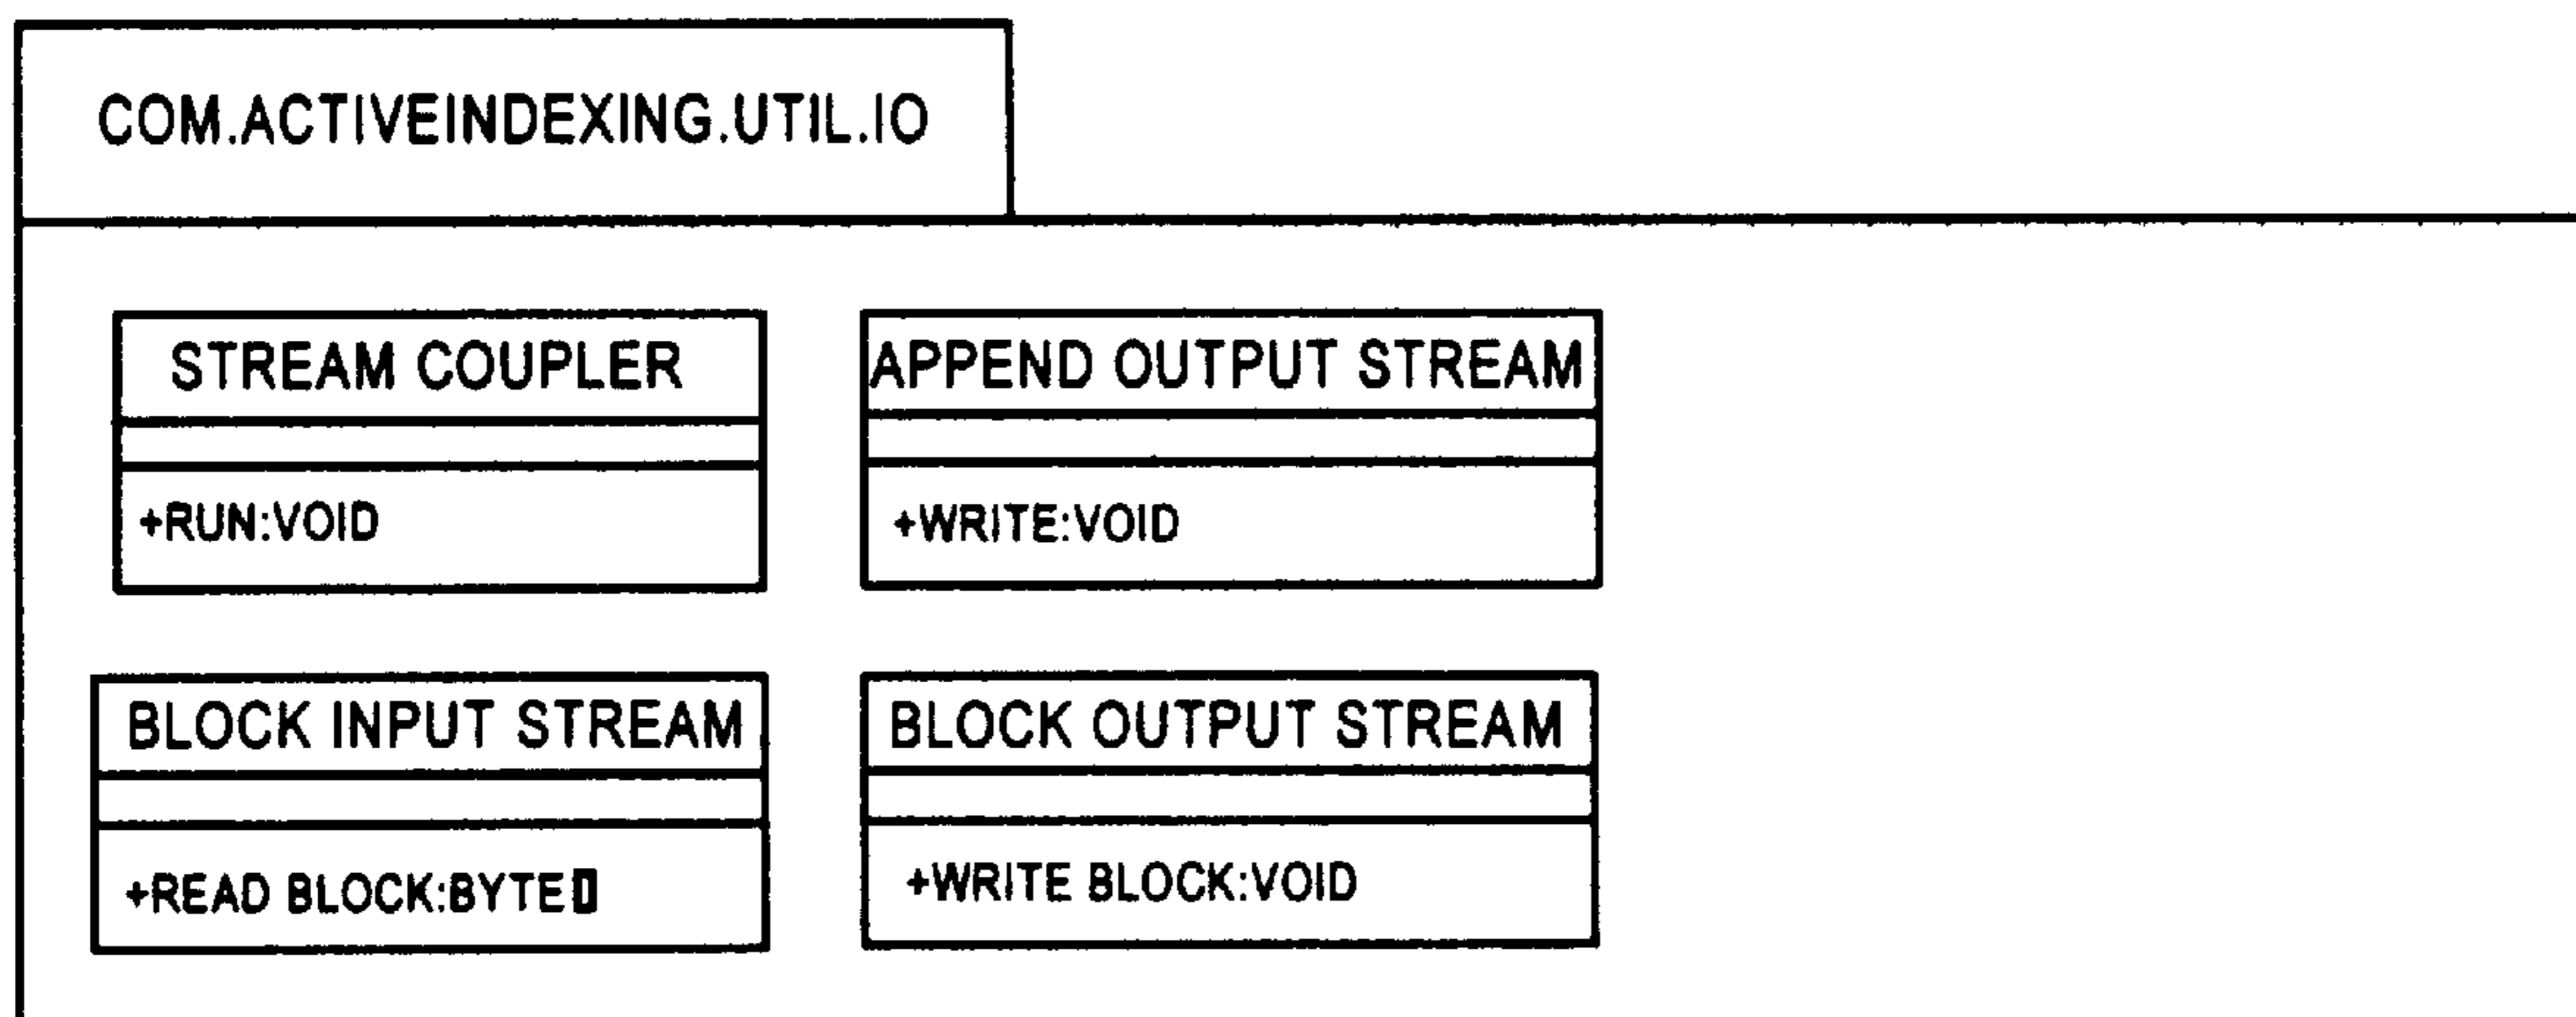 COM.ACTIVEINDEXING.UTIL.IO
STREAM COUPLER
+RUN:VOID
APPEND OUTPUT STREAM
+WRITE:VOID
BLOCK INPUT STREAM
+READ BLOCK:BYTE[]
BLOCK OUTPUT STREAM
+WRITE BLOCK:VOID